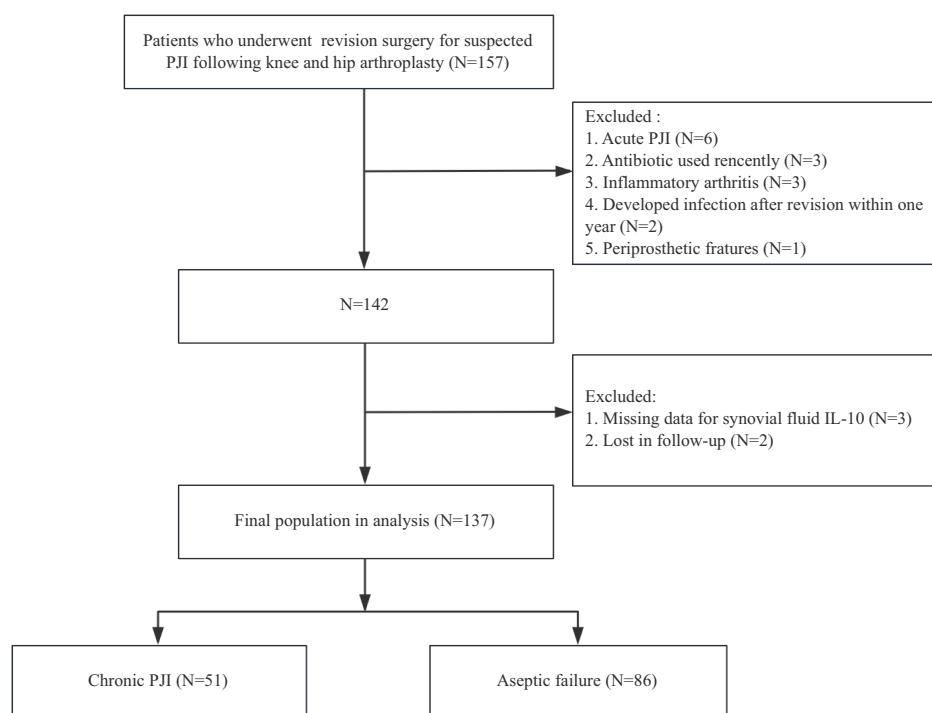 Patients who underwent revision surgery for suspected
PJI following knee and hip arthroplasty (N=157)
Excluded :
1. Acute PJI (N=6)
2. Antibiotic used rencently (N=3)
3. Inflammatory arthritis (N=3)
4. Developed infection after revision within one
year (N=2)
5. Periprosthetic fratures (N=1)
N=142
Excluded:
1. Missing data for synovial fluid IL-10 (N=3)
2. Lost in follow-up (N=2)
Final population in analysis (N=137)
Chronic PJI (N=51)
Aseptic failure (N=86)